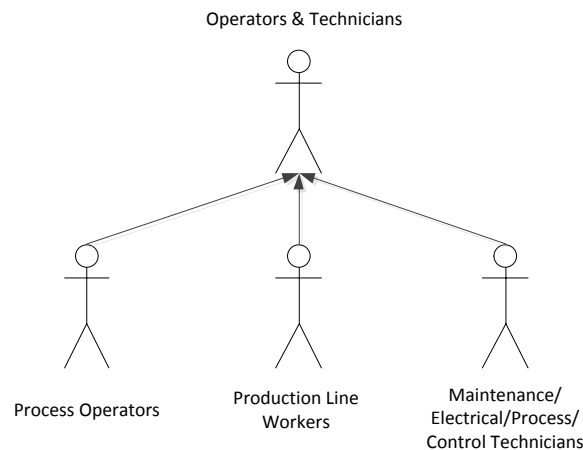 Operators & Technicians
Process Operators
Production Line
Workers
Maintenance/
Electrical/Process/
Control Technicians